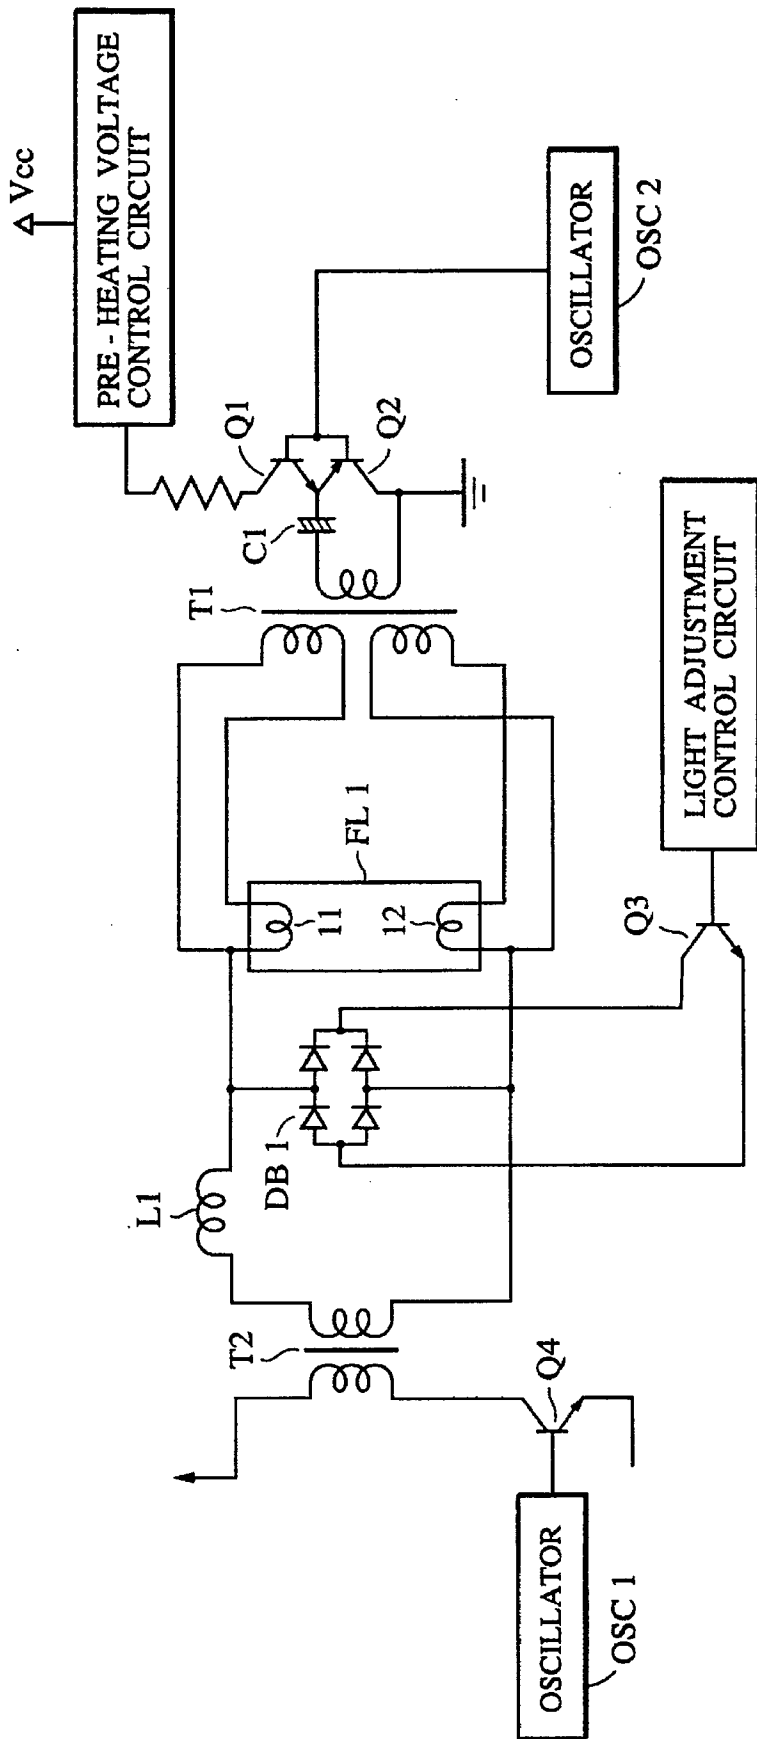 Vcc
PRE - HEATING VOLTAGE
CONTROL CIRCUIT
Q1
Q2
C1
T1
OSCILLATOR
OSC 2
FL 1
11
12
LIGHT ADJUSTMENT
CONTROL CIRCUIT
Q3
DB 1
L1
T2
Q4
OSCILLATOR
OSC 1